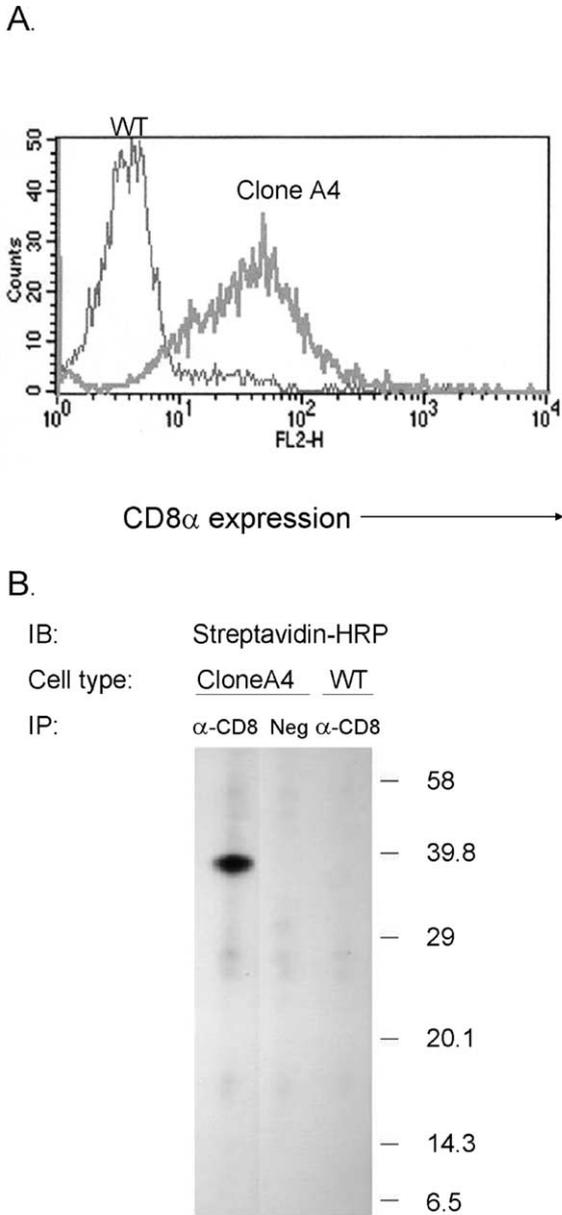 A.
WT
Clone A4
50
40
30
20
10
0
Counts
10⁰ 10¹ 10² 10³ 10⁴
FL2-H
CD8α expression
B.
IB: Streptavidin-HRP
Cell type: CloneA4 WT
IP: α-CD8 Neg α-CD8
58
39.8
29
20.1
14.3
6.5